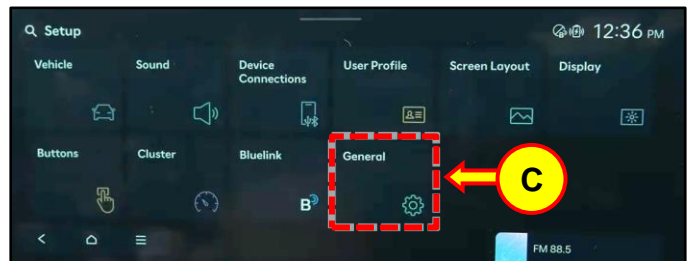 Setup
12:36 PM
Vehicle
Sound
Device
Connections
User Profile
Screen Layout
Display
Buttons
Cluster
Bluelink
General
B
C
FM 88.5